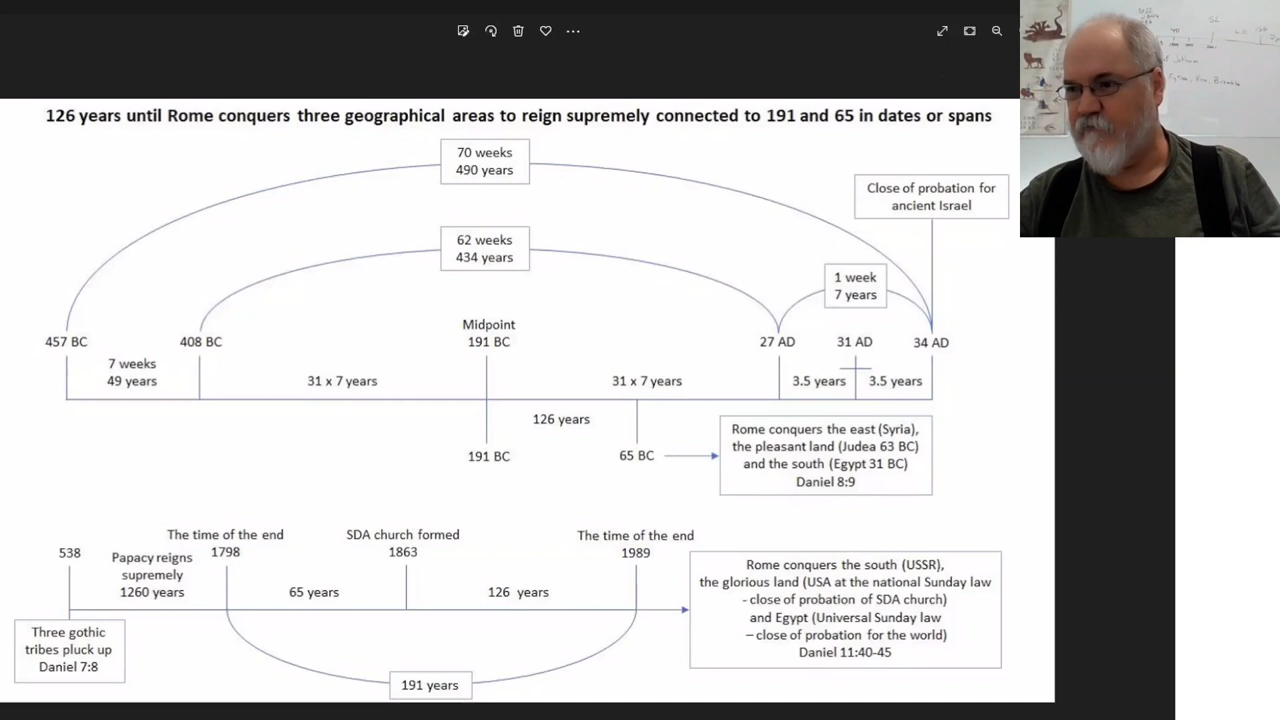 126 years until Rome conquers three geographical areas to reign supremely connected to 191 and 65 in dates or spans
70 weeks
490 years
Close of probation for
ancient Israel
62 weeks
434 years
1 week
7 years
Midpoint
457 BC
408 BC
191 BC
27 AD
31 AD
34 AD
7 weeks
49 years
31 x 7 years
31 x 7 years
3.5 years
3.5 years
126 years
191 BC
65 BC
Rome conquers the east (Syria),
the pleasant land (Judea 63 BC)
and the south (Egypt 31 BC)
Daniel 8:9
The time of the end
SDA church formed
The time of the end
538
1798
1863
1989
Papacy reigns
supremely
1260 years
65 years
126 years
Rome conquers the south (USSR),
the glorious land (USA at the national Sunday law
- close of probation of SDA church)
and Egypt (Universal Sunday law
– close of probation for the world)
Daniel 11:40-45
Three gothic
tribes pluck up
Daniel 7:8
191 years